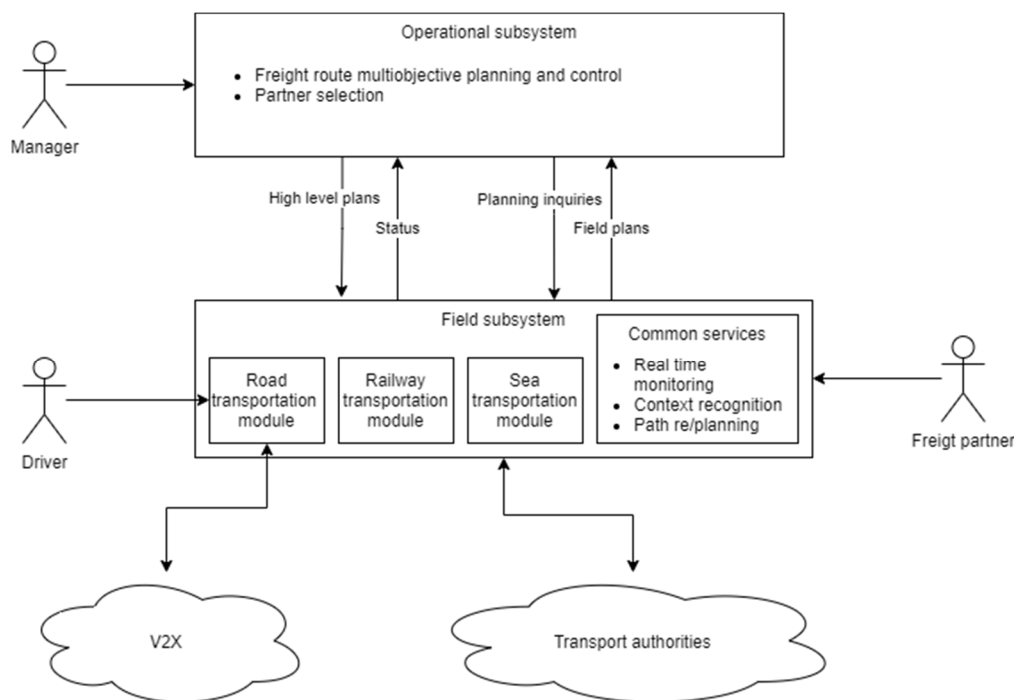 Operational subsystem
• Freight route multiobjective planning and control
• Partner selection
Manager
High level plans
Planning inquiries
Status
Field plans
Field subsystem
Common services
• Real time
monitoring
• Context recognition
• Path re/planning
Road
transportation
module
Railway
transportation
module
Sea
transportation
module
Driver
Freigt partner
V2X
Transport authorities